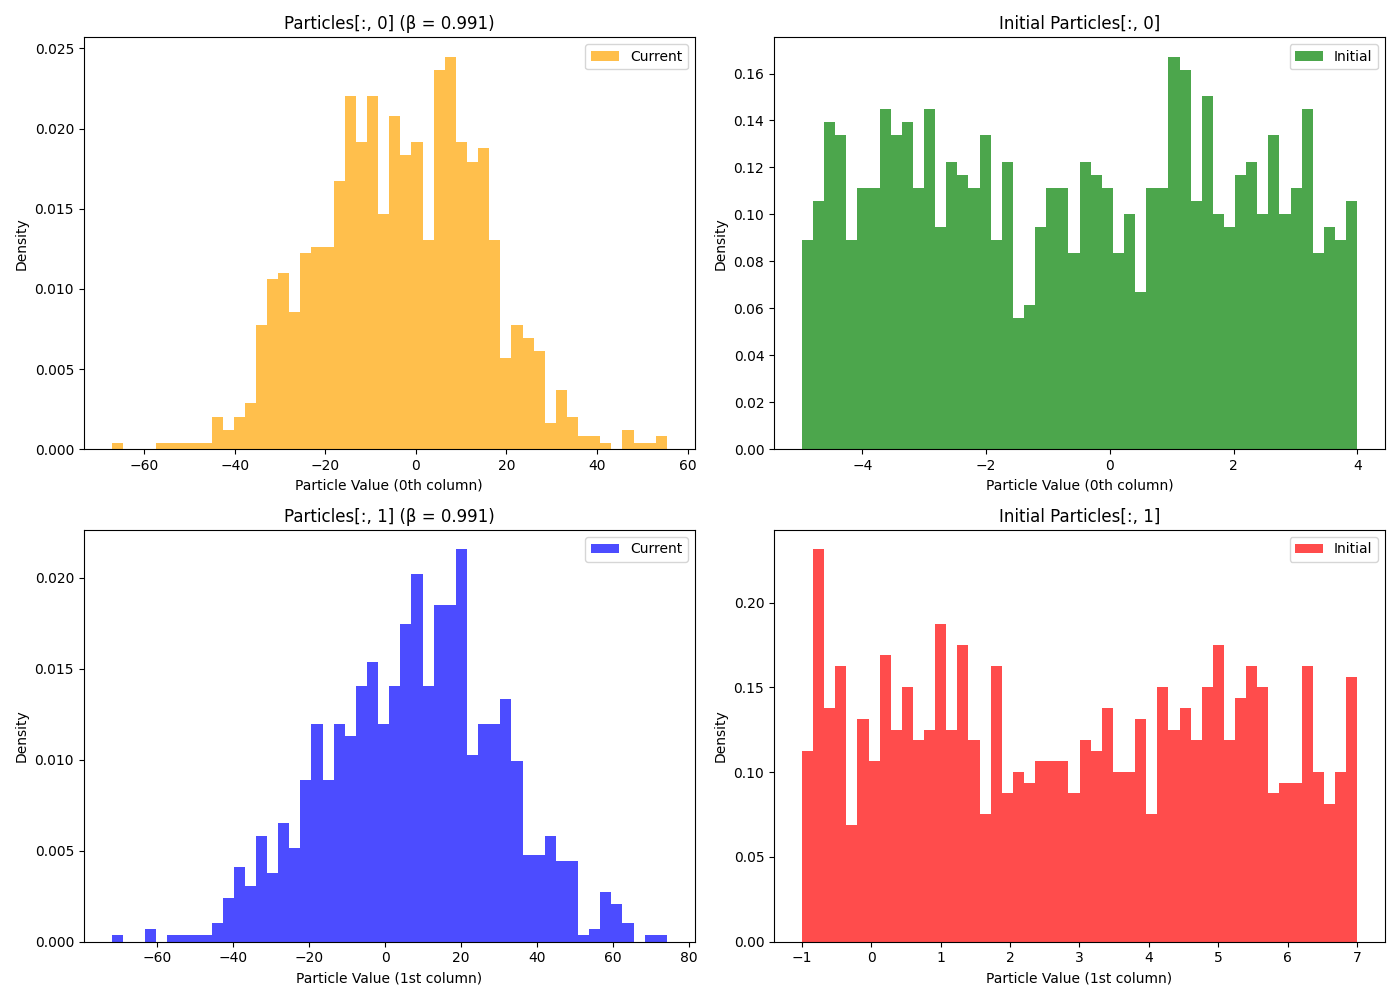 Particles[:, 0] (β = 0.991)
Current
Density
0.025
0.020
0.015
0.010
0.005
0.000
−60 −40 −20 0 20 40 60
Particle Value (0th column)
Initial Particles[:, 0]
Initial
Density
0.16
0.14
0.12
0.10
0.08
0.06
0.04
0.02
0.00
−4 −2 0 2 4
Particle Value (0th column)
Particles[:, 1] (β = 0.991)
Current
Density
0.020
0.015
0.010
0.005
0.000
−60 −40 −20 0 20 40 60 80
Particle Value (1st column)
Initial Particles[:, 1]
Initial
Density
0.20
0.15
0.10
0.05
0.00
−1 0 1 2 3 4 5 6 7
Particle Value (1st column)